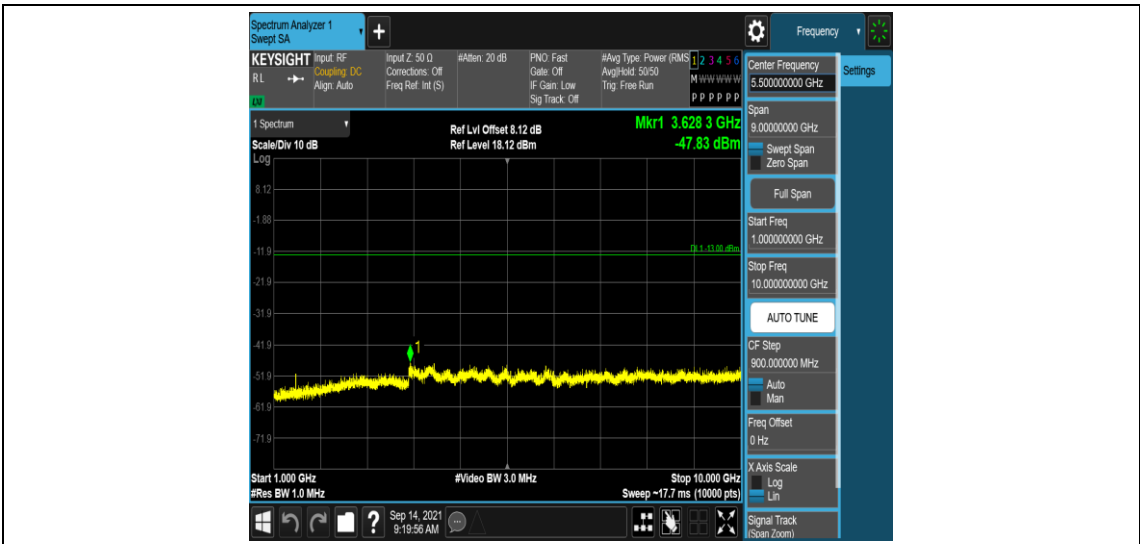 Spectrum Analyzer 1
Swept SA
+
Frequency
KEYSIGHT
RL
LXI
Input: RF
Coupling: DC
Align: Auto
Input Z: 50 Ω
Corrections: Off
Freq Ref: Int (S)
#Atten: 20 dB
PNO: Fast
Gate: Off
IF Gain: Low
Sig Track: Off
#Avg Type: Power (RMS
Avg|Hold: 50/50
Trig: Free Run
1 2 3 4 5 6
M W W W W W
P P P P P P
1 Spectrum
Scale/Div 10 dB
Log
Ref Lvl Offset 8.12 dB
Ref Level 18.12 dBm
Mkr1 3.628 3 GHz
-47.83 dBm
8.12
-1.88
-11.9
DL1 -13.00 dBm
-21.9
-31.9
-41.9
1
-51.9
-61.9
-71.9
Start 1.000 GHz
#Res BW 1.0 MHz
#Video BW 3.0 MHz
Stop 10.000 GHz
Sweep ~17.7 ms (10000 pts)
?
Sep 14, 2021
9:19:56 AM
Center Frequency
5.500000000 GHz
Settings
Span
9.00000000 GHz
Swept Span
Zero Span
Full Span
Start Freq
1.000000000 GHz
Stop Freq
10.000000000 GHz
AUTO TUNE
CF Step
900.000000 MHz
Auto
Man
Freq Offset
0 Hz
X Axis Scale
Log
Lin
Signal Track
(Span Zoom)